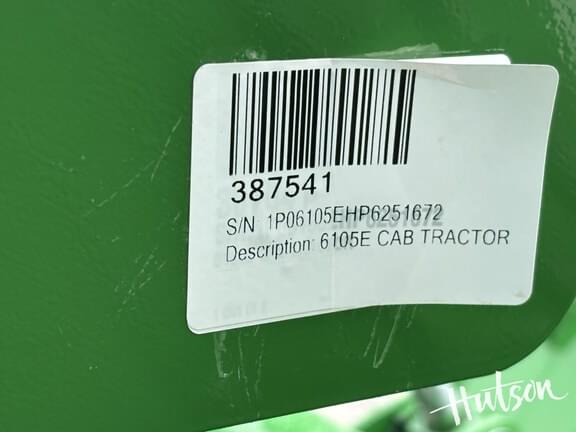 387541
S/N: 1P06105EHP6251672
Description: 6105E CAB TRACTOR
Hutson